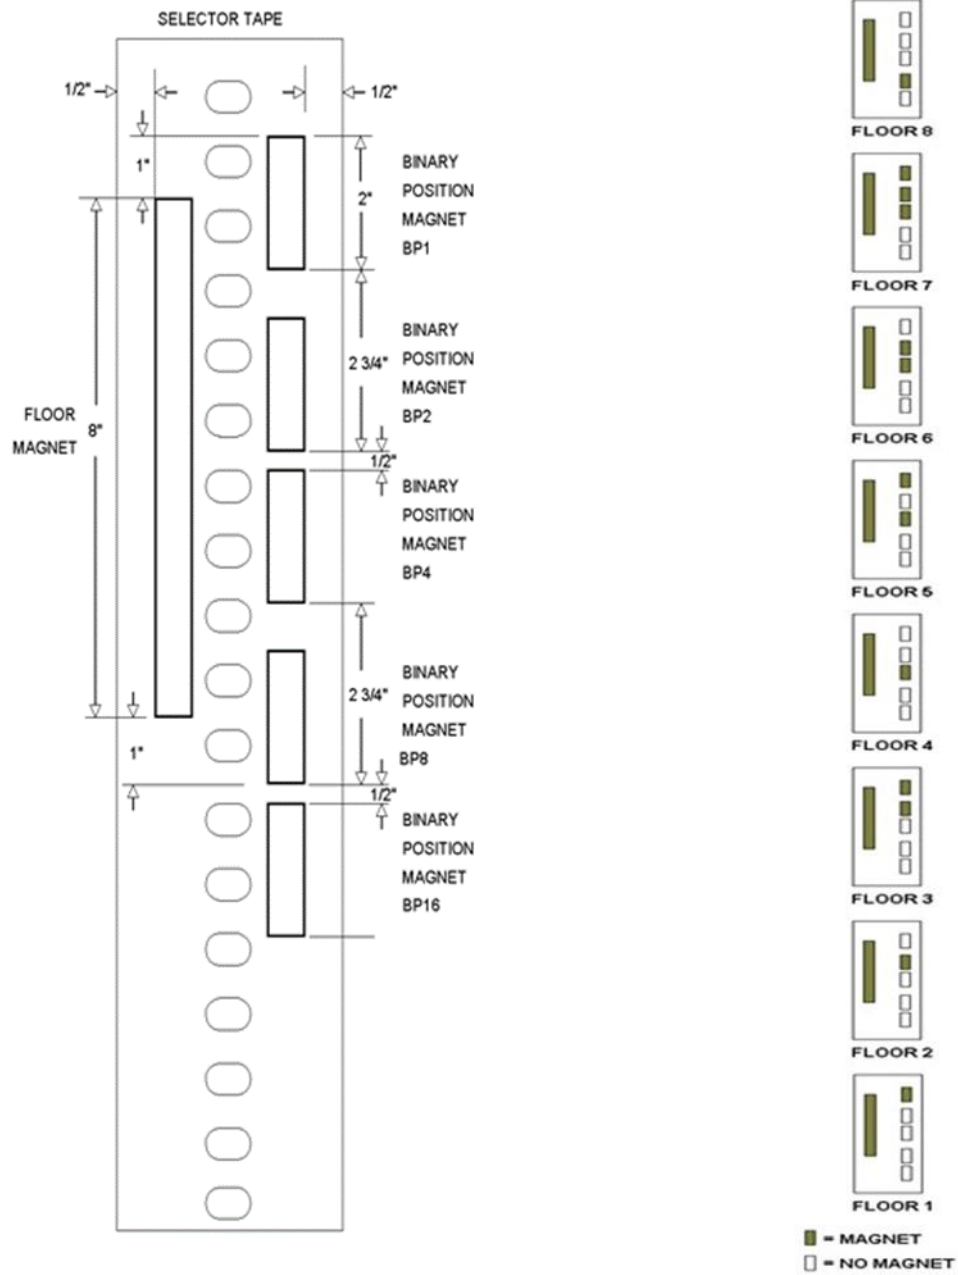 SELECTOR TAPE
1/2"
1/2"
1"
2"
BINARY
POSITION
MAGNET
BP1
2 3/4"
BINARY
POSITION
MAGNET
BP2
FLOOR
MAGNET
8"
1/2"
BINARY
POSITION
MAGNET
BP4
2 3/4"
BINARY
POSITION
MAGNET
BP8
1"
1/2"
BINARY
POSITION
MAGNET
BP16
FLOOR 8
FLOOR 7
FLOOR 6
FLOOR 5
FLOOR 4
FLOOR 3
FLOOR 2
FLOOR 1
= MAGNET
= NO MAGNET